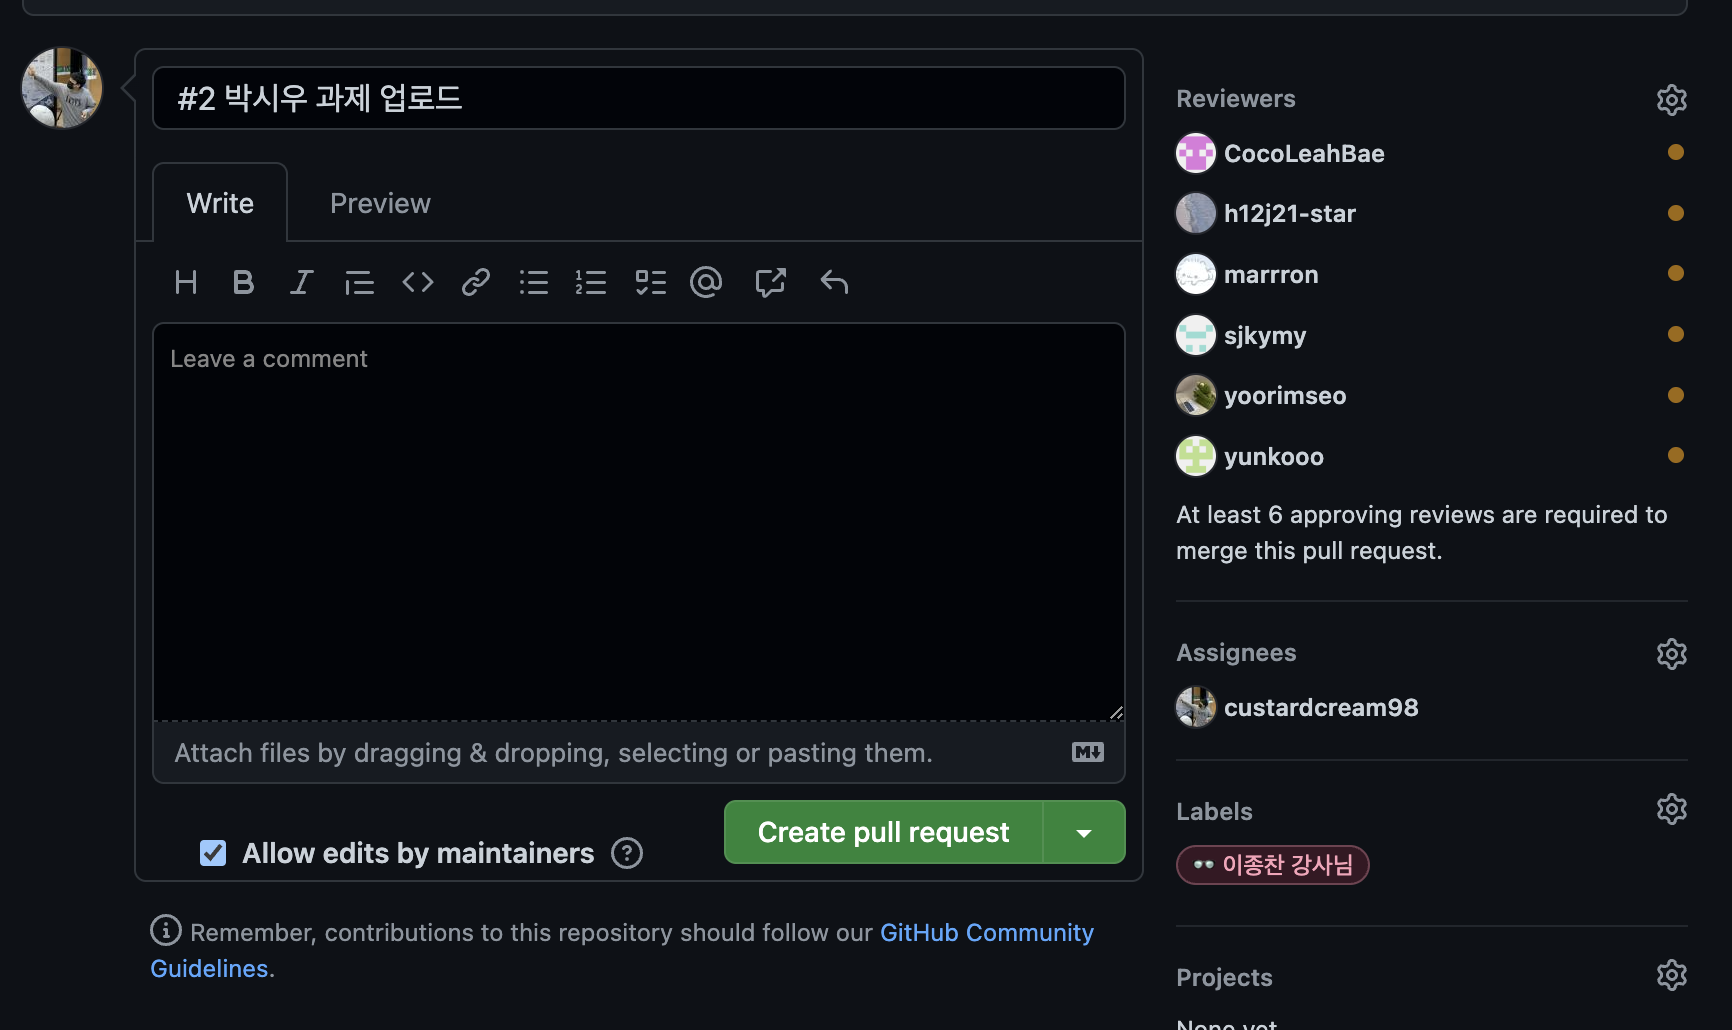 #2 박시우 과제 업로드
Write
Preview
Leave a comment
Attach files by dragging & dropping, selecting or pasting them.
Allow edits by maintainers
Create pull request
Remember, contributions to this repository should follow our GitHub Community
Guidelines.
Reviewers
CocoLeahBae
h12j21-star
marrron
sjkymy
yoorimseo
yunkooo
At least 6 approving reviews are required to
merge this pull request.
Assignees
custardcream98
Labels
👓 이종찬 강사님
Projects
None yet